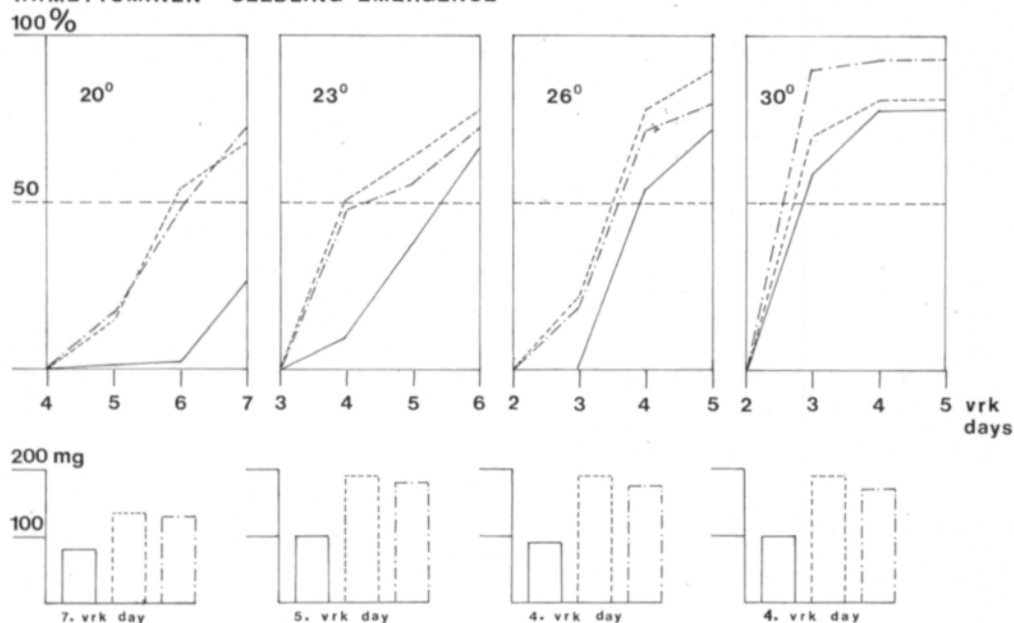 SEEDLING EMERGENCE
100 %
20° 23° 26° 30°
50
4 5 6 7 3 4 5 6 2 3 4 5 2 3 4 5 vrk
days
200 mg
100
7. vrk day 5. vrk day 4. vrk day 4. vrk day